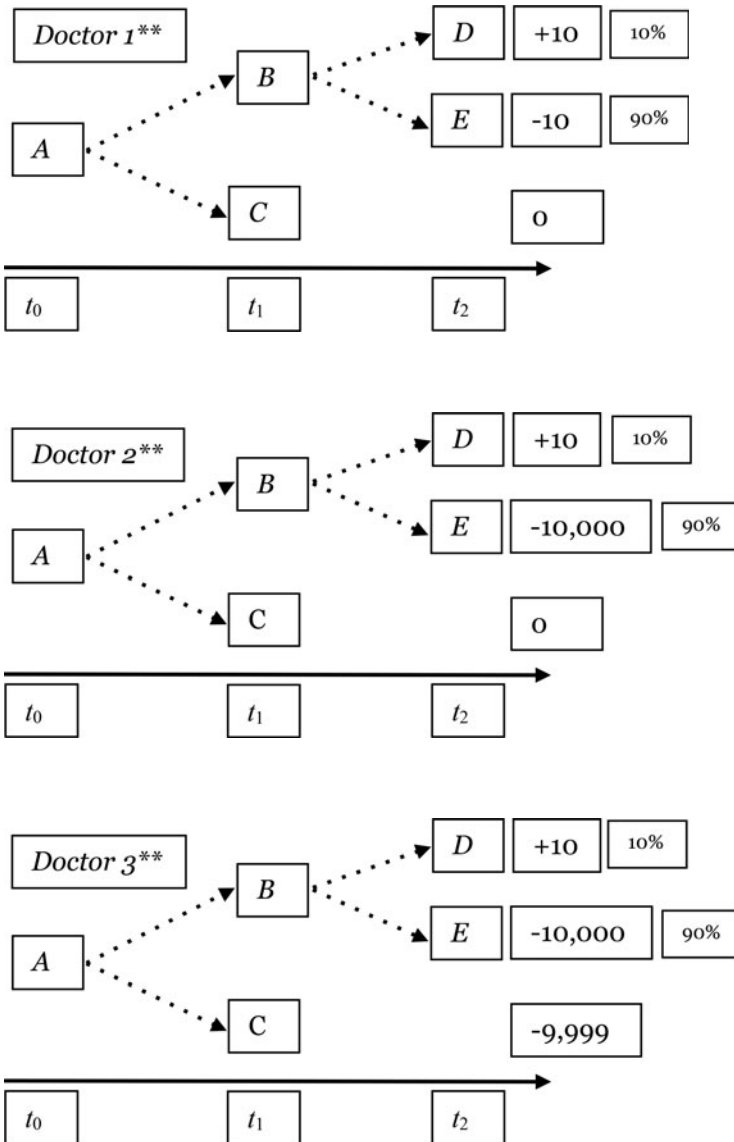 Doctor 1**
D +10 10%
B
E -10 90%
A
C 0
t₀ t₁ t₂
Doctor 2**
D +10 10%
B
E -10,000 90%
A
C 0
t₀ t₁ t₂
Doctor 3**
D +10 10%
B
E -10,000 90%
A
C -9,999
t₀ t₁ t₂